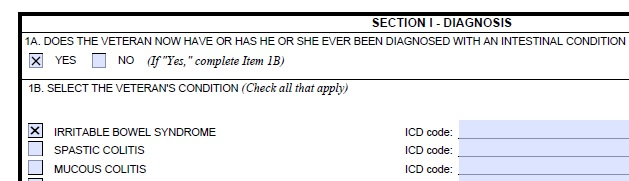 SECTION I - DIAGNOSIS
1A. DOES THE VETERAN NOW HAVE OR HAS HE OR SHE EVER BEEN DIAGNOSED WITH AN INTESTINAL CONDITION
YES NO (If "Yes," complete Item 1B)
1B. SELECT THE VETERAN'S CONDITION (Check all that apply)
IRRITABLE BOWEL SYNDROME ICD code:
SPASTIC COLITIS ICD code:
MUCOUS COLITIS ICD code: